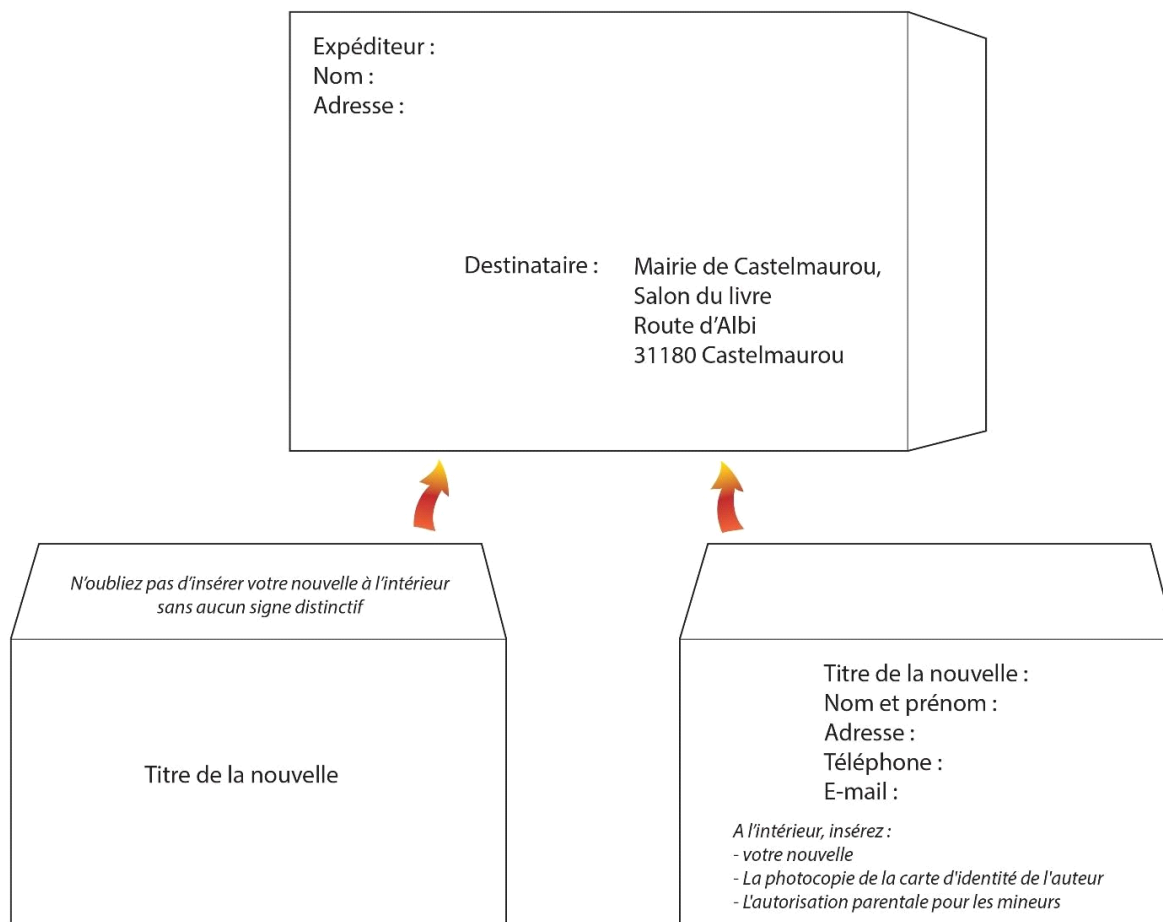 Expéditeur :
Nom :
Adresse :
Destinataire :
Mairie de Castelmaurou,
Salon du livre
Route d’Albi
31180 Castelmaurou
N’oubliez pas d’insérer votre nouvelle à l’intérieur
sans aucun signe distinctif
Titre de la nouvelle
Titre de la nouvelle :
Nom et prénom :
Adresse :
Téléphone :
E-mail :
A l’intérieur, insérez :
- votre nouvelle
- La photocopie de la carte d'identité de l'auteur
- L'autorisation parentale pour les mineurs